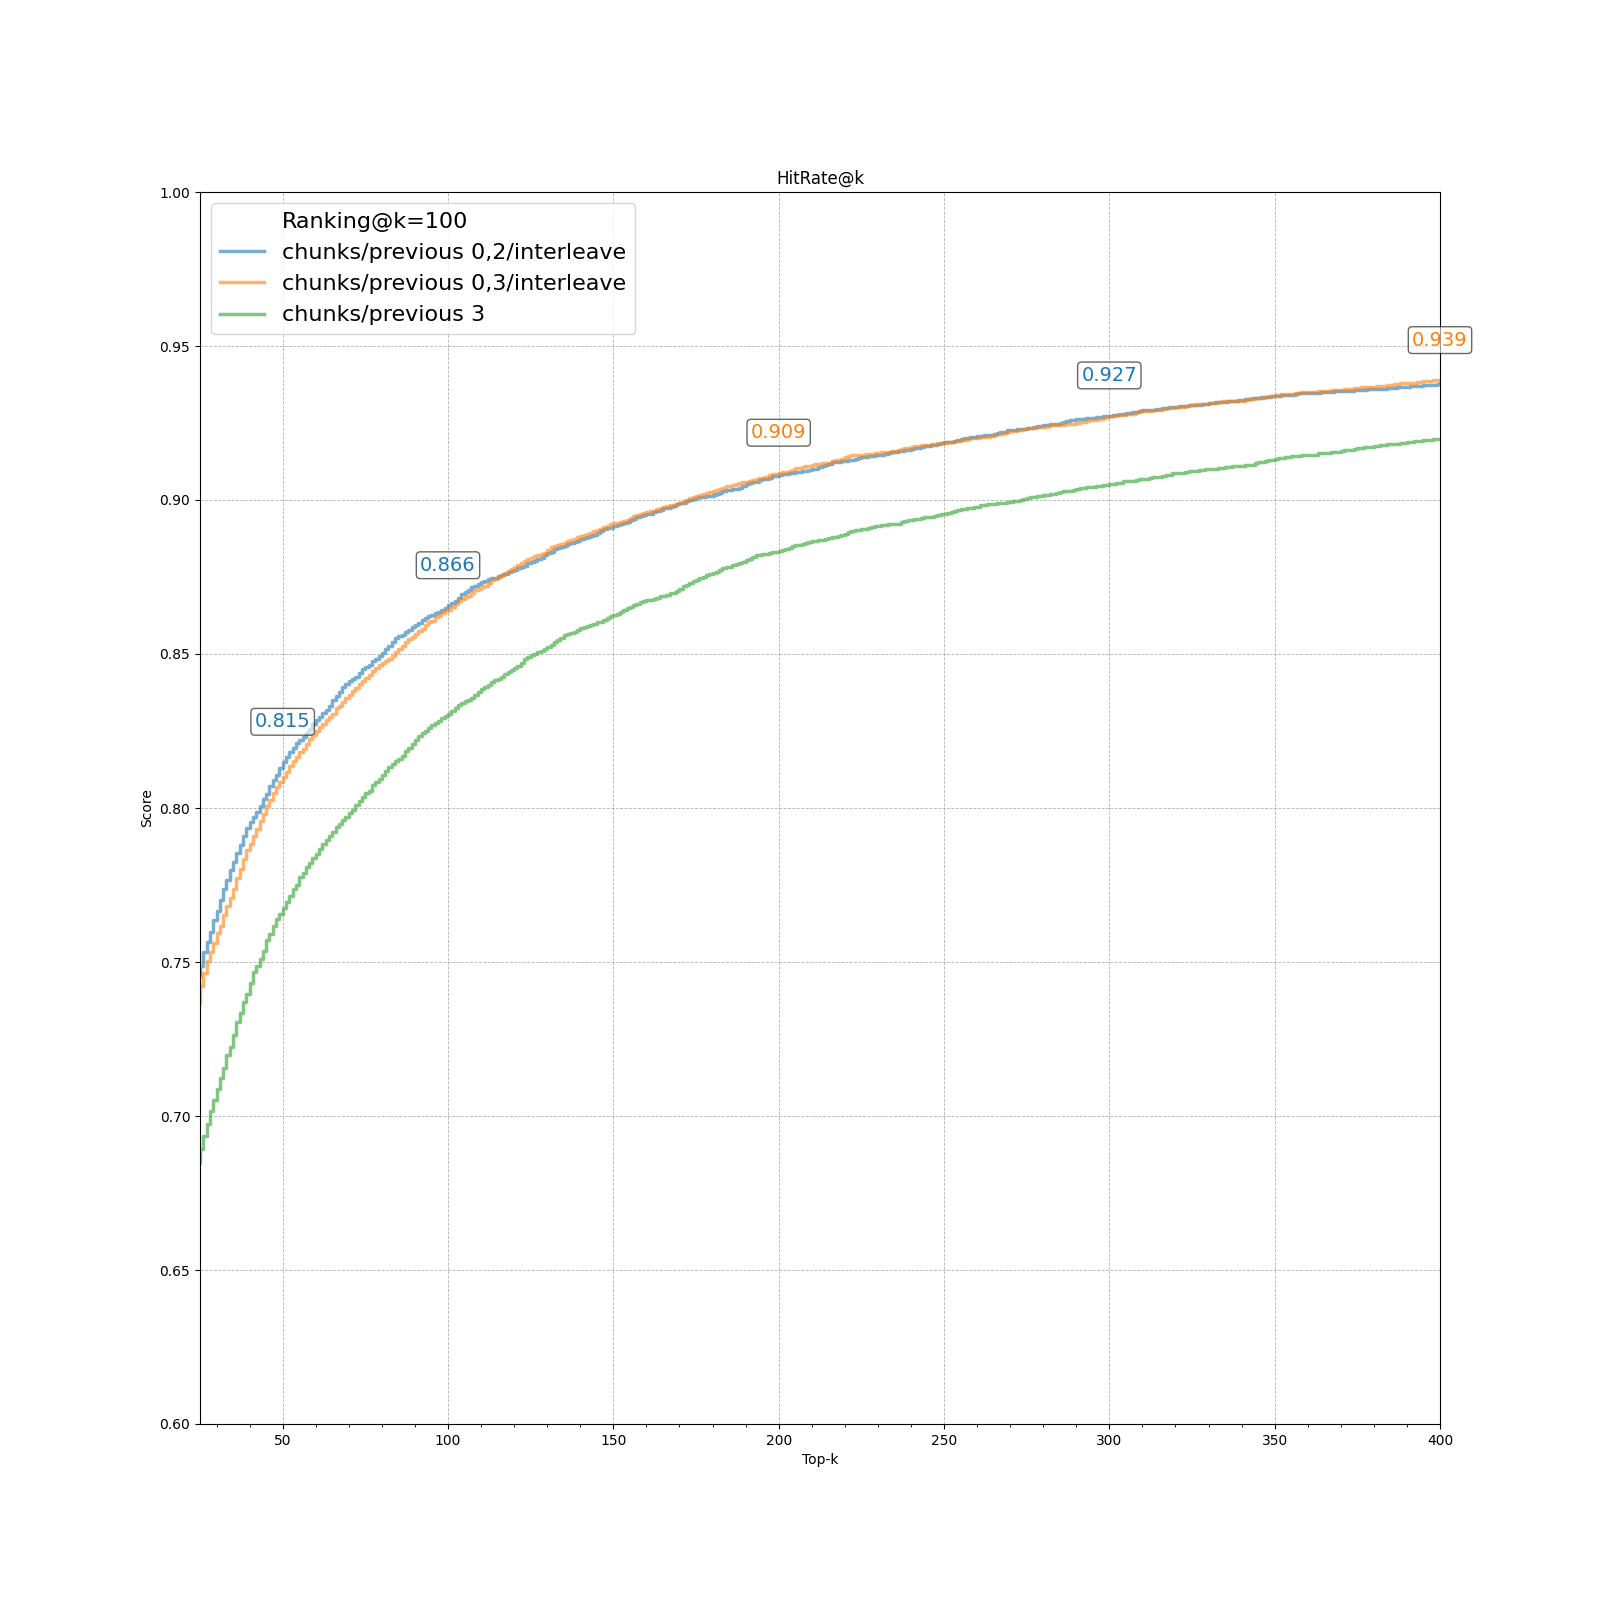 HitRate@k
Ranking@k=100
chunks/previous 0,2/interleave
chunks/previous 0,3/interleave
chunks/previous 3
1.00
0.95
0.90
0.85
0.80
0.75
0.70
0.65
0.60
Score
0.815
0.866
0.909
0.927
0.939
50 100 150 200 250 300 350 400
Top-k